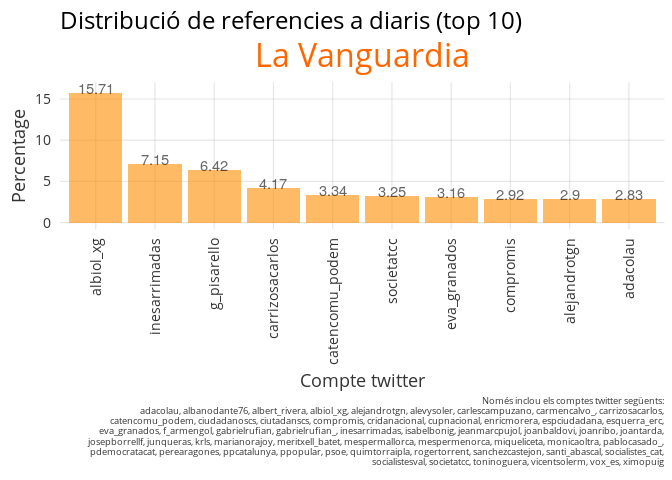 Distribució de referencies a diaris (top 10)
La Vanguardia
Percentage
15
10
5
0
15.71
7.15
6.42
4.17
3.34
3.25
3.16
2.92
2.9
2.83
albiol_xg
inesarrimadas
g_pisarello
carrizosacarlos
catencomu_podem
societatcc
eva_granados
compromis
alejandrotgn
adacolau
Compte twitter
Només inclou els comptes twitter següents:
adacolau, albanodante76, albert_rivera, albiol_xg, alejandrotgn, alevysoler, carlescampuzano, carmencalvo_, carrizosacarlos,
catencomu_podem, ciudadanoscs, ciutadanscs, compromis, cridanacional, cupnacional, enricmorera, espciudadana, esquerra_erc,
eva_granados, f_armengol, gabrielrufian, gabrielrufian_, inesarrimadas, isabelbonig, jeanmarcpujol, joanbaldovi, joanribo, joantarda,
josepborrellf, junqueras, krls, marianorajoy, meritxell_batet, mespermallorca, mespermenorca, miqueliceta, monicaoltra, pablocasado_,
pdemocratacat, perearagones, ppcatalunya, ppopular, psoe, quimtorraipla, rogertorrent, sanchezcastejon, santi_abascal, socialistes_cat,
socialistesval, societatcc, toninoguera, vicentsolerm, vox_es, ximopuig